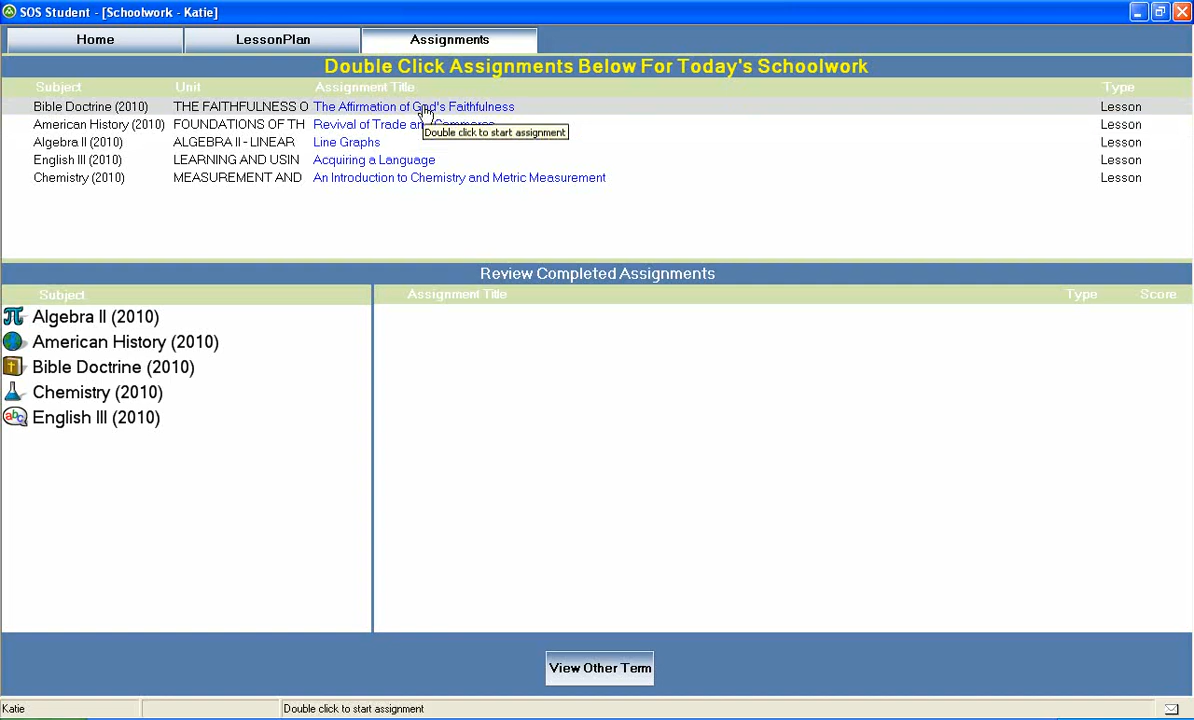 SOS Student - [Schoolwork - Katie]
Home LessonPlan Assignments
Double Click Assignments Below For Today's Schoolwork
Subject Unit Assignment Title Type
Bible Doctrine (2010) THE FAITHFULNESS O The Affirmation of God's Faithfulness Lesson
American History (2010) FOUNDATIONS OF TH Revival of Trade Lesson
Double click to start assignment
Algebra II (2010) ALGEBRA II - LINEAR Line Graphs Lesson
English III (2010) LEARNING AND USIN Acquiring a Language Lesson
Chemistry (2010) MEASUREMENT AND An Introduction to Chemistry and Metric Measurement Lesson
Review Completed Assignments
Subject Assignment Title Type Score
Algebra II (2010)
American History (2010)
Bible Doctrine (2010)
Chemistry (2010)
English III (2010)
View Other Term
Katie Double click to start assignment